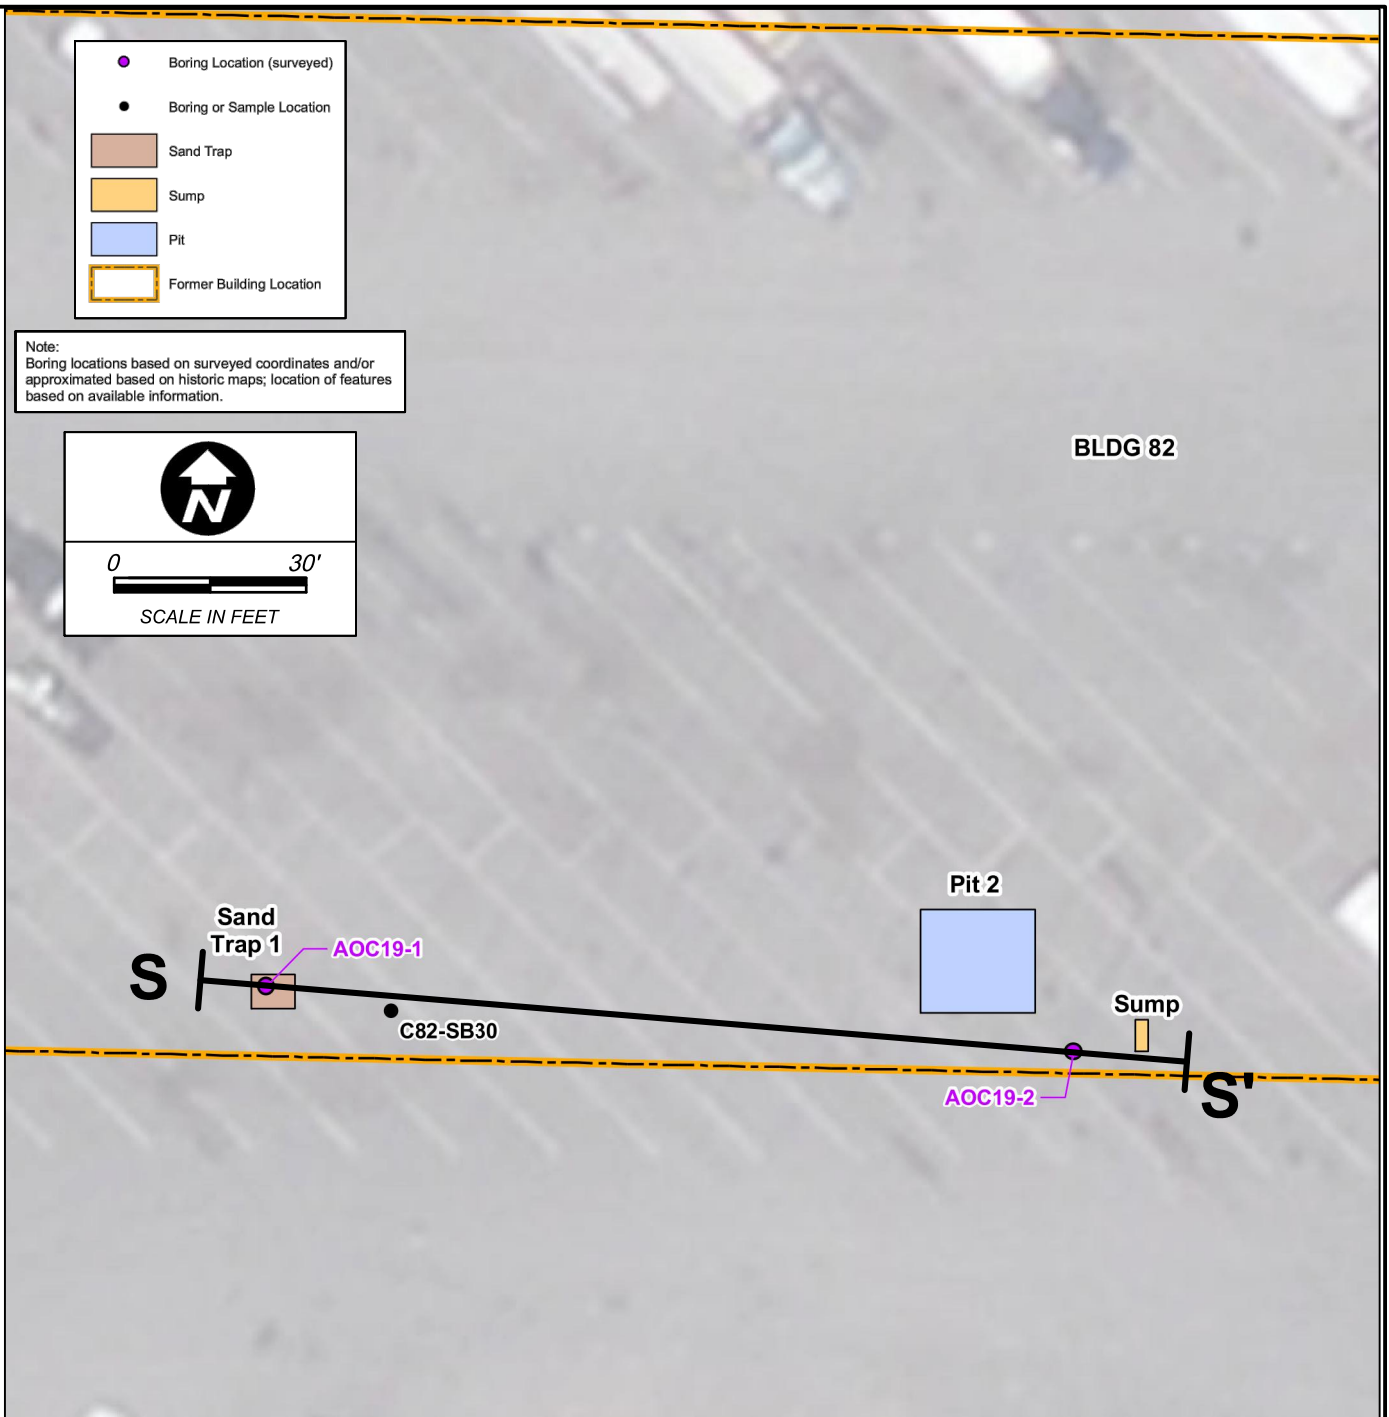 Boring Location (surveyed)
Boring or Sample Location
Sand Trap
Sump
Pit
Former Building Location
Note:
Boring locations based on surveyed coordinates and/or
approximated based on historic maps; location of features
based on available information.
N
0 30'
SCALE IN FEET
BLDG 82
Pit 2
Sand
Trap 1
AOC19-1
S
C82-SB30
Sump
AOC19-2
S'